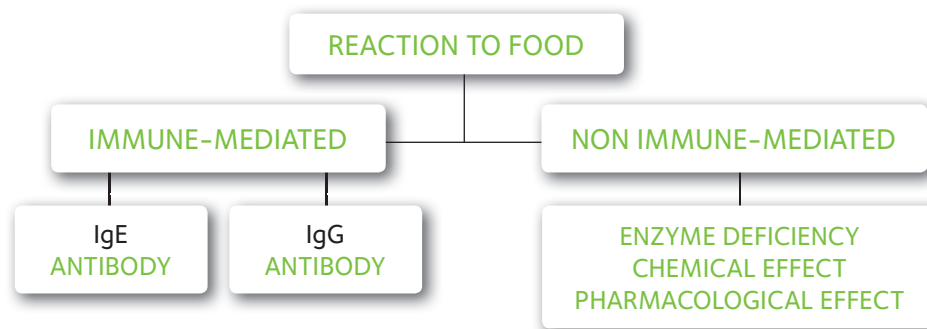 REACTION TO FOOD
IMMUNE-MEDIATED
NON IMMUNE-MEDIATED
IgE
ANTIBODY
IgG
ANTIBODY
ENZYME DEFICIENCY
CHEMICAL EFFECT
PHARMACOLOGICAL EFFECT